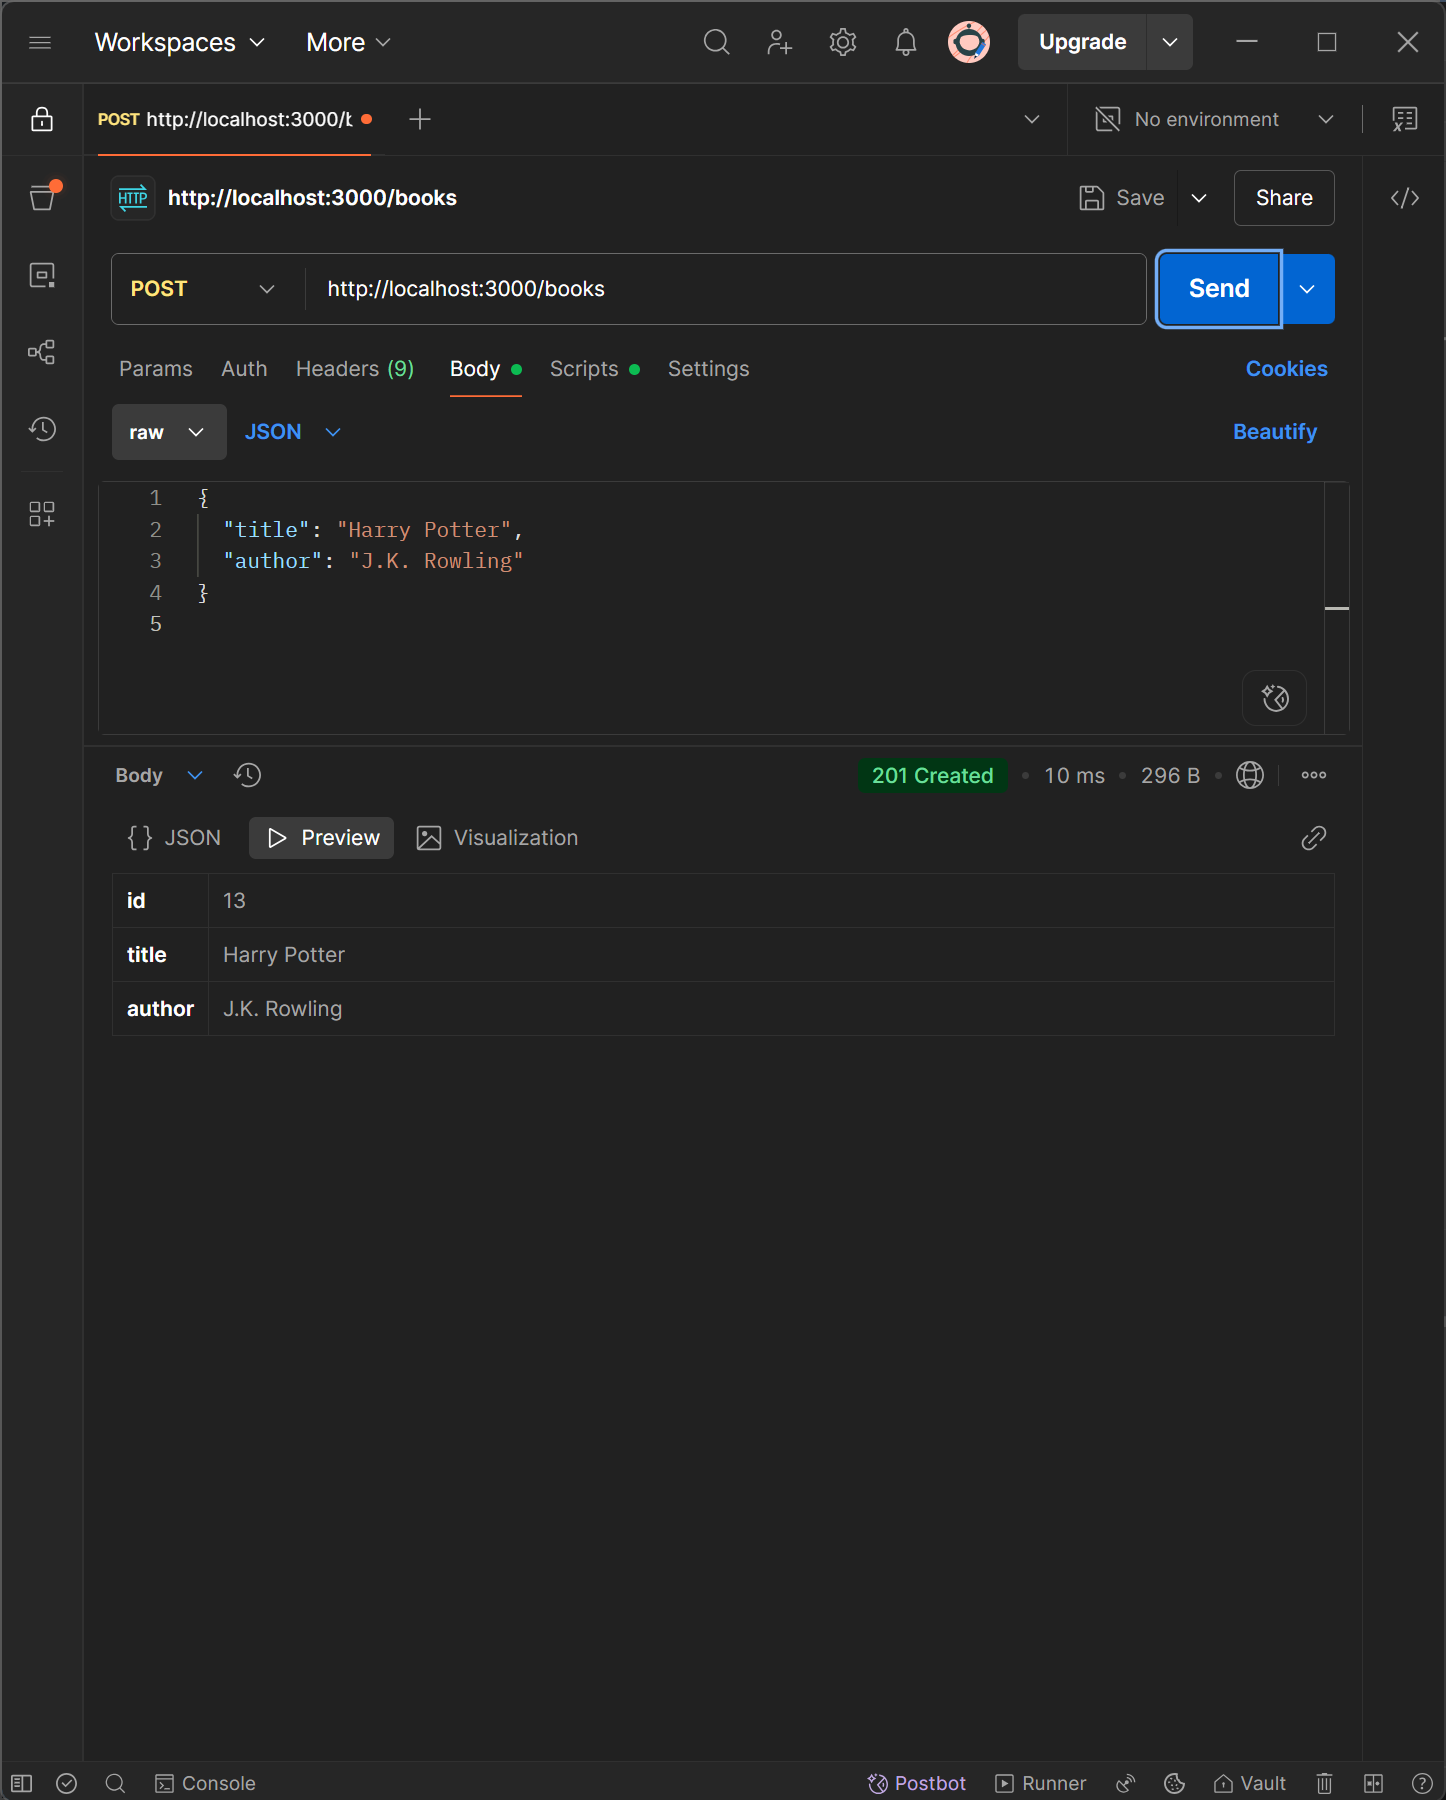 Workspaces More Upgrade
POST http://localhost:3000/b No environment
HTTP http://localhost:3000/books Save Share
POST http://localhost:3000/books Send
Params Auth Headers (9) Body Scripts Settings Cookies
raw JSON Beautify
1 {
2 "title": "Harry Potter",
3 "author": "J.K. Rowling"
4 }
5
Body 201 Created • 10 ms • 296 B •
{} JSON Preview Visualization
id 13
title Harry Potter
author J.K. Rowling
Console Postbot Runner Vault